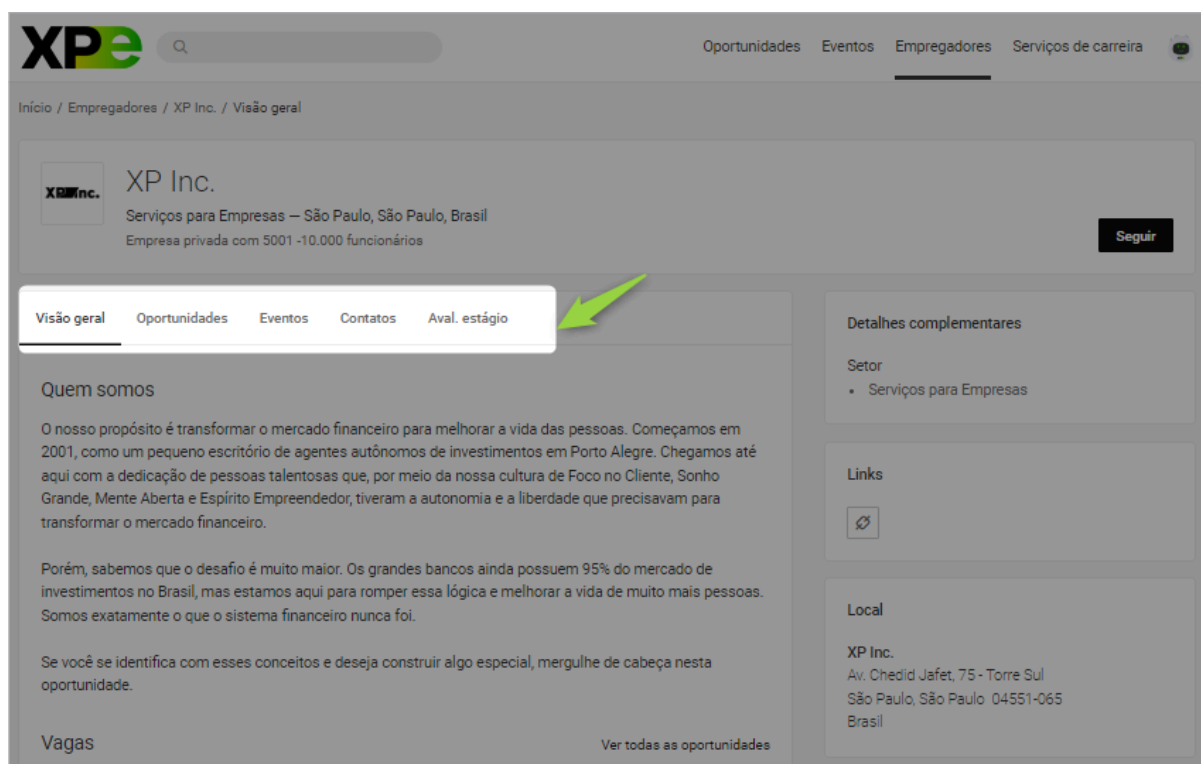 XPe
Oportunidades Eventos Empregadores Serviços de carreira
Início / Empregadores / XP Inc. / Visão geral
XP Inc.
XP Inc.
Serviços para Empresas — São Paulo, São Paulo, Brasil
Empresa privada com 5001 -10.000 funcionários
Seguir
Visão geral Oportunidades Eventos Contatos Aval. estágio
Quem somos
O nosso propósito é transformar o mercado financeiro para melhorar a vida das pessoas. Começamos em
2001, como um pequeno escritório de agentes autônomos de investimentos em Porto Alegre. Chegamos até
aqui com a dedicação de pessoas talentosas que, por meio da nossa cultura de Foco no Cliente, Sonho
Grande, Mente Aberta e Espírito Empreendedor, tiveram a autonomia e a liberdade que precisavam para
transformar o mercado financeiro.
Porém, sabemos que o desafio é muito maior. Os grandes bancos ainda possuem 95% do mercado de
investimentos no Brasil, mas estamos aqui para romper essa lógica e melhorar a vida de muito mais pessoas.
Somos exatamente o que o sistema financeiro nunca foi.
Se você se identifica com esses conceitos e deseja construir algo especial, mergulhe de cabeça nesta
oportunidade.
Vagas
Ver todas as oportunidades
Detalhes complementares
Setor
• Serviços para Empresas
Links
Local
XP Inc.
Av. Chedid Jafet, 75 - Torre Sul
São Paulo, São Paulo 04551-065
Brasil